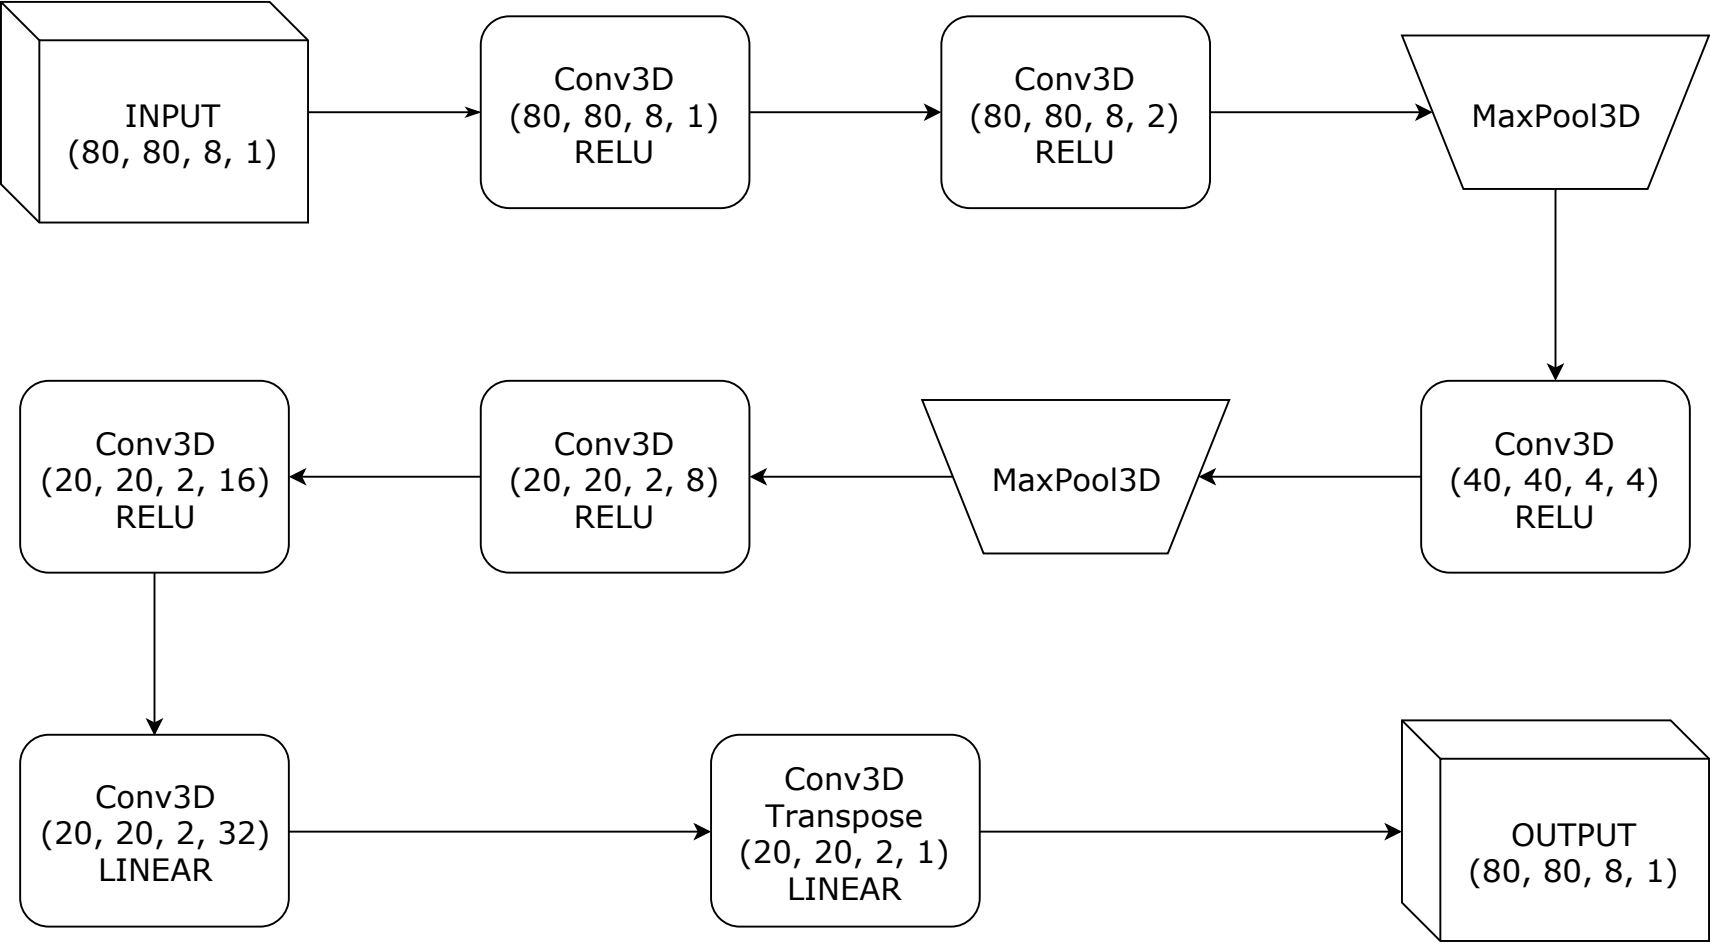 INPUT
(80, 80, 8, 1)
Conv3D
(80, 80, 8, 1)
RELU
Conv3D
(80, 80, 8, 2)
RELU
MaxPool3D
Conv3D
(40, 40, 4, 4)
RELU
MaxPool3D
Conv3D
(20, 20, 2, 8)
RELU
Conv3D
(20, 20, 2, 16)
RELU
Conv3D
(20, 20, 2, 32)
LINEAR
Conv3D
Transpose
(20, 20, 2, 1)
LINEAR
OUTPUT
(80, 80, 8, 1)